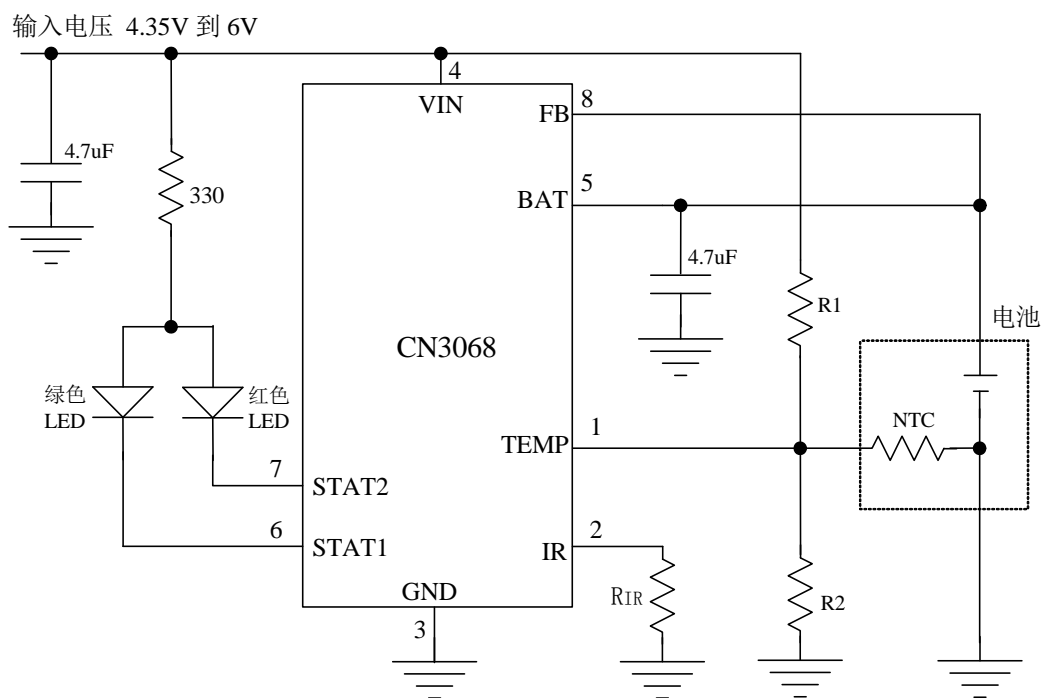 输入电压 4.35V 到 6V
4
VIN
FB
8
4.7uF
330
5
BAT
4.7uF
R1
CN3068
电池
绿色
LED
红色
LED
NTC
1
TEMP
7
STAT2
6
STAT1
2
IR
GND
RIR
R2
3